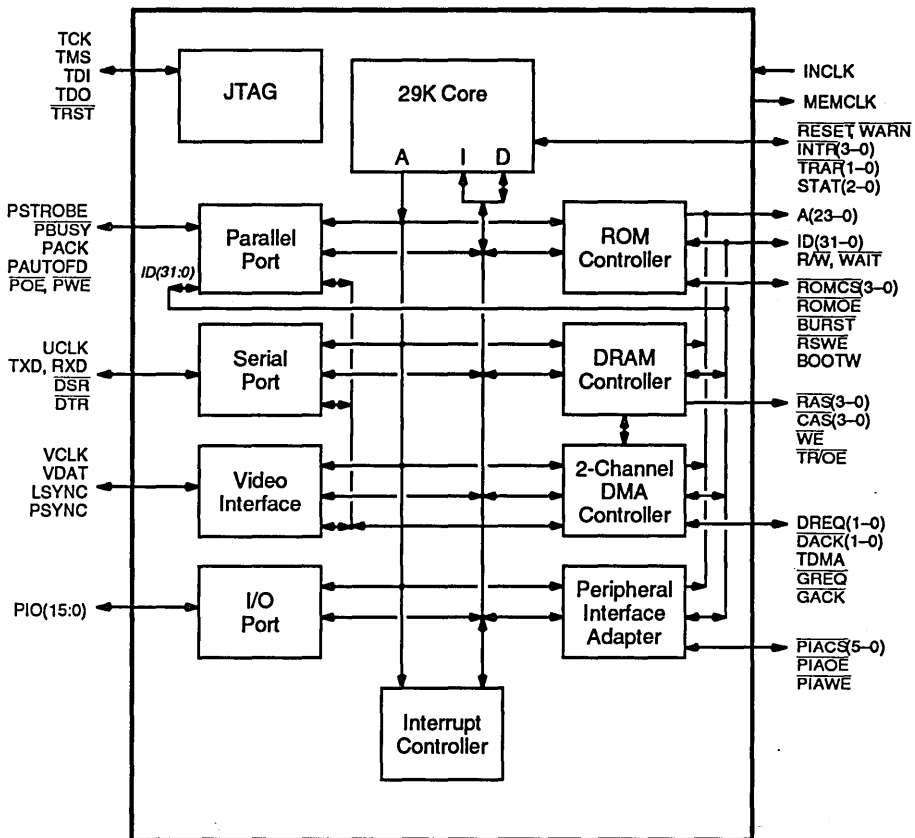 TCK
TMS
TDI
TDO
TRST
JTAG
29K Core
A I D
INCLK
MEMCLK
RESET, WARN
INTR(3–0)
TRAP(1–0)
STAT(2–0)
PSTROBE
PBUSY
PACK
PAUTOFD
POE, PWE
ID(31:0)
Parallel
Port
ROM
Controller
A(23–0)
ID(31–0)
R/W, WAIT
ROMCS(3–0)
ROMOE
BURST
RSWE
BOOTW
UCLK
TXD, RXD
DSR
DTR
Serial
Port
DRAM
Controller
RAS(3–0)
CAS(3–0)
WE
TR/OE
VCLK
VDAT
LSYNC
PSYNC
Video
Interface
2-Channel
DMA
Controller
DREQ(1–0)
DACK(1–0)
TDMA
GREQ
GACK
PIO(15:0)
I/O
Port
Peripheral
Interface
Adapter
PIACS(5–0)
PIAOE
PIAWE
Interrupt
Controller